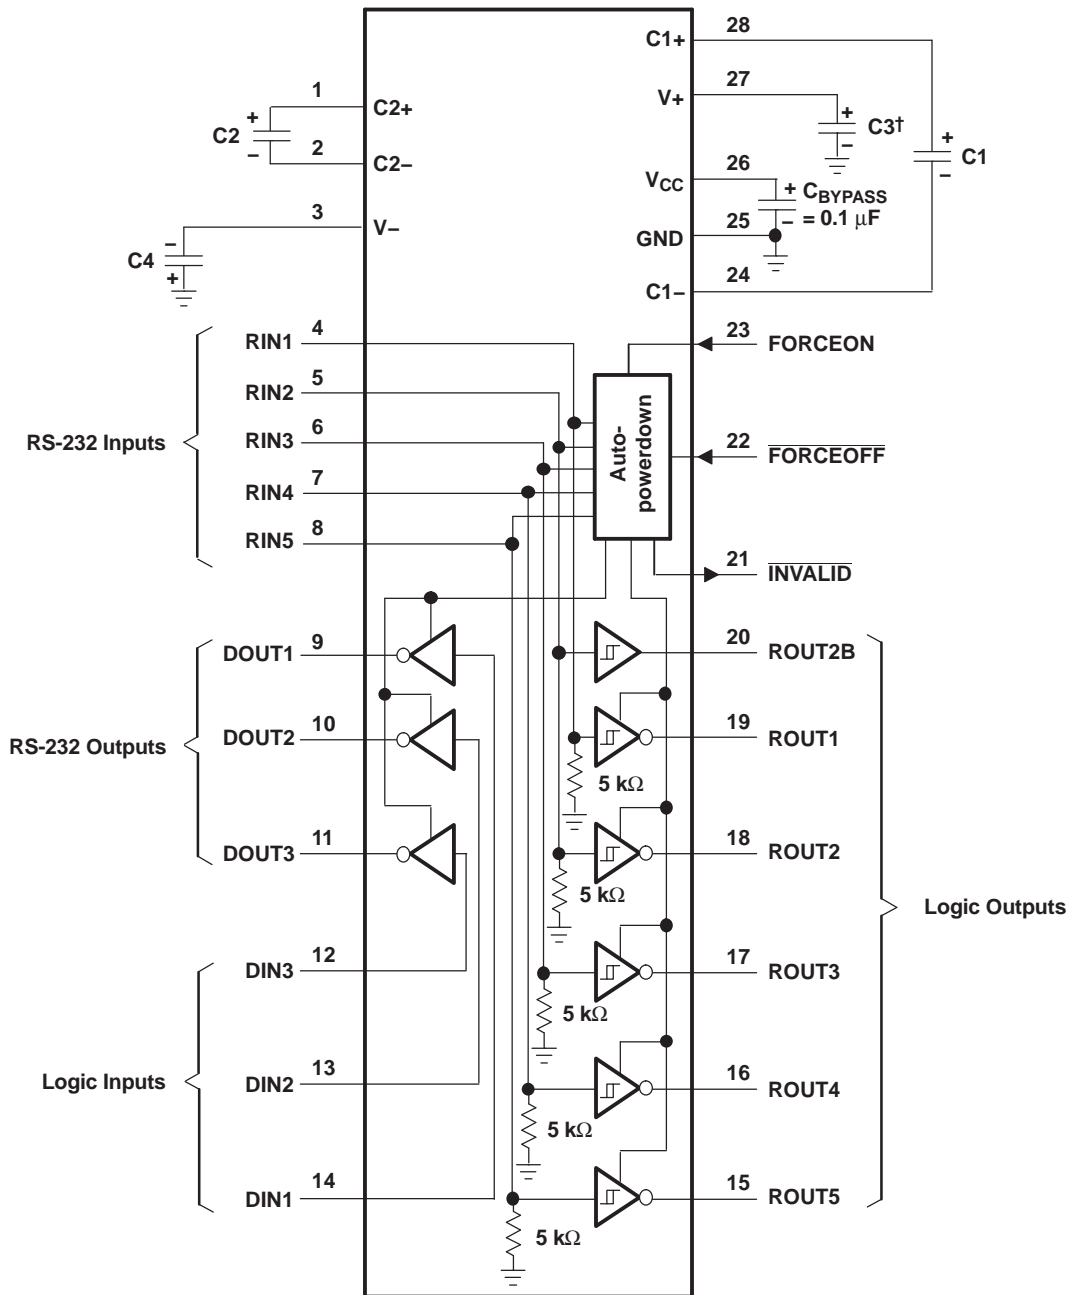 28
C1+
27
V+
C3†
+
–
1
C2+
+
C2
–
2
C2–
+
C1
–
26
VCC
+ CBYPASS
– = 0.1 µF
25
GND
24
C1–
3
V–
–
C4
+
4
RIN1
5
RIN2
6
RIN3
7
RIN4
8
RIN5
RS-232 Inputs
Auto-
powerdown
23
FORCEON
22
FORCEOFF
21
INVALID
9
DOUT1
10
DOUT2
11
DOUT3
RS-232 Outputs
20
ROUT2B
19
ROUT1
5 kΩ
18
ROUT2
5 kΩ
17
ROUT3
5 kΩ
16
ROUT4
5 kΩ
15
ROUT5
5 kΩ
Logic Outputs
12
DIN3
13
DIN2
14
DIN1
Logic Inputs